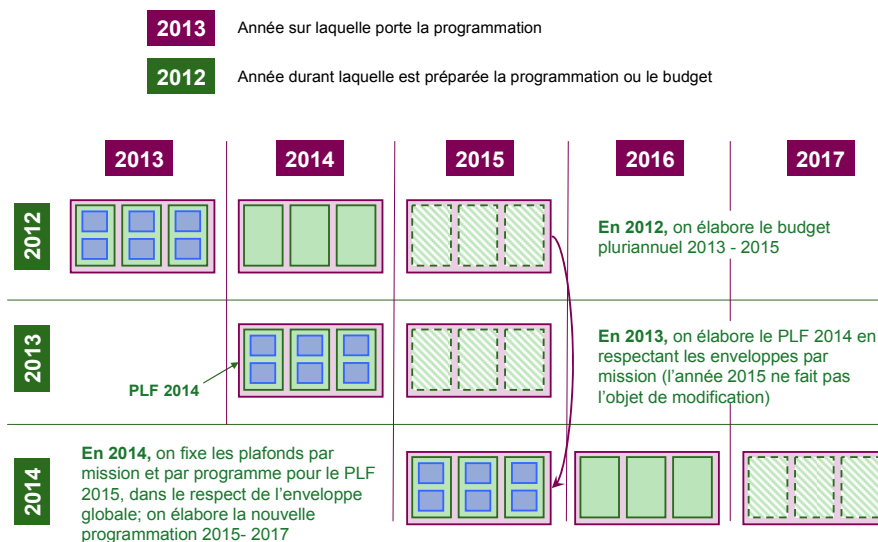 2013 Année sur laquelle porte la programmation
2012 Année durant laquelle est préparée la programmation ou le budget
2013 2014 2015 2016 2017
2012
En 2012, on élabore le budget
pluriannuel 2013 - 2015
2013
PLF 2014
En 2013, on élabore le PLF 2014 en
respectant les enveloppes par
mission (l'année 2015 ne fait pas
l'objet de modification)
2014
En 2014, on fixe les plafonds par
mission et par programme pour le PLF
2015, dans le respect de l'enveloppe
globale; on élabore la nouvelle
programmation 2015- 2017